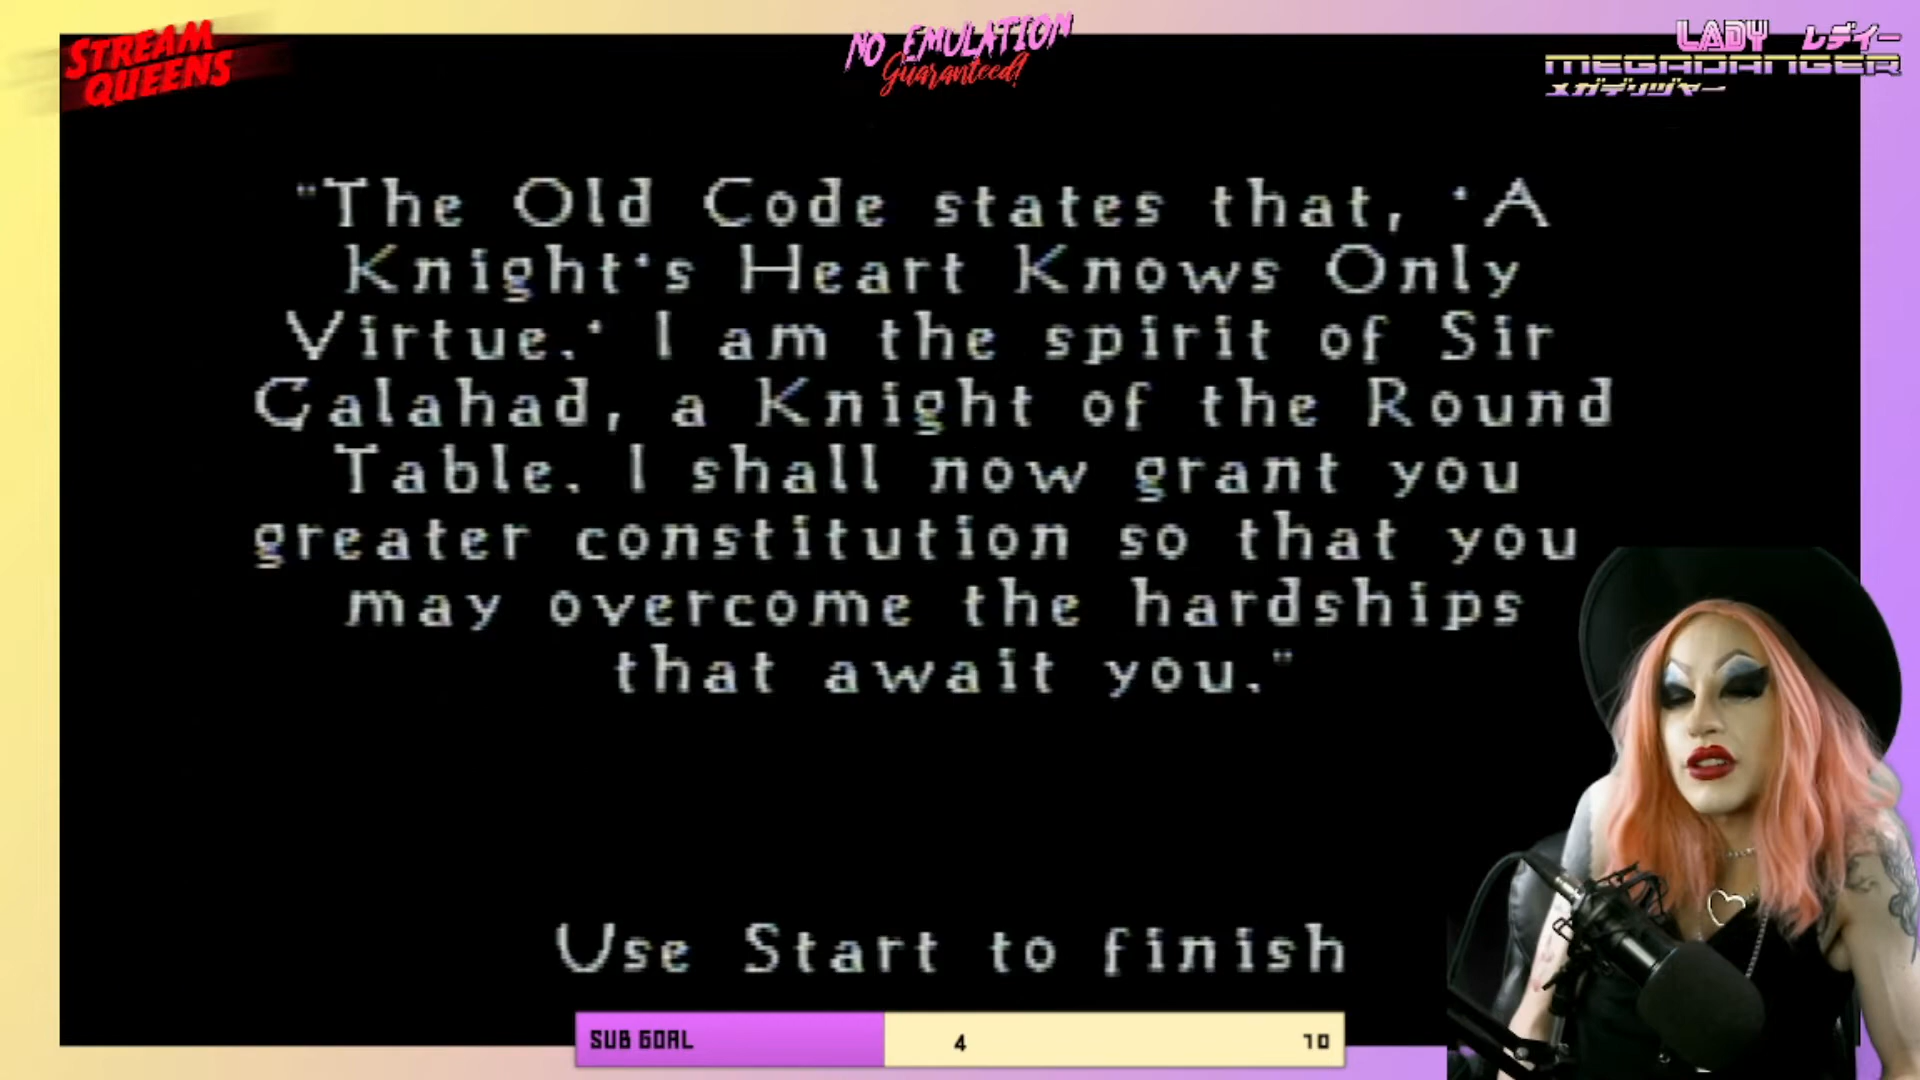 STREAM
QUEENS
NO EMULATION
Guaranteed!
LADY レディー
MEGADANGER
メガデンジャー
"The Old Code states that, 'A
Knight's Heart Knows Only
Virtue.' I am the spirit of Sir
Galahad, a Knight of the Round
Table. I shall now grant you
greater constitution so that you
may overcome the hardships
that await you."
Use Start to finish
SUB GOAL 4 10